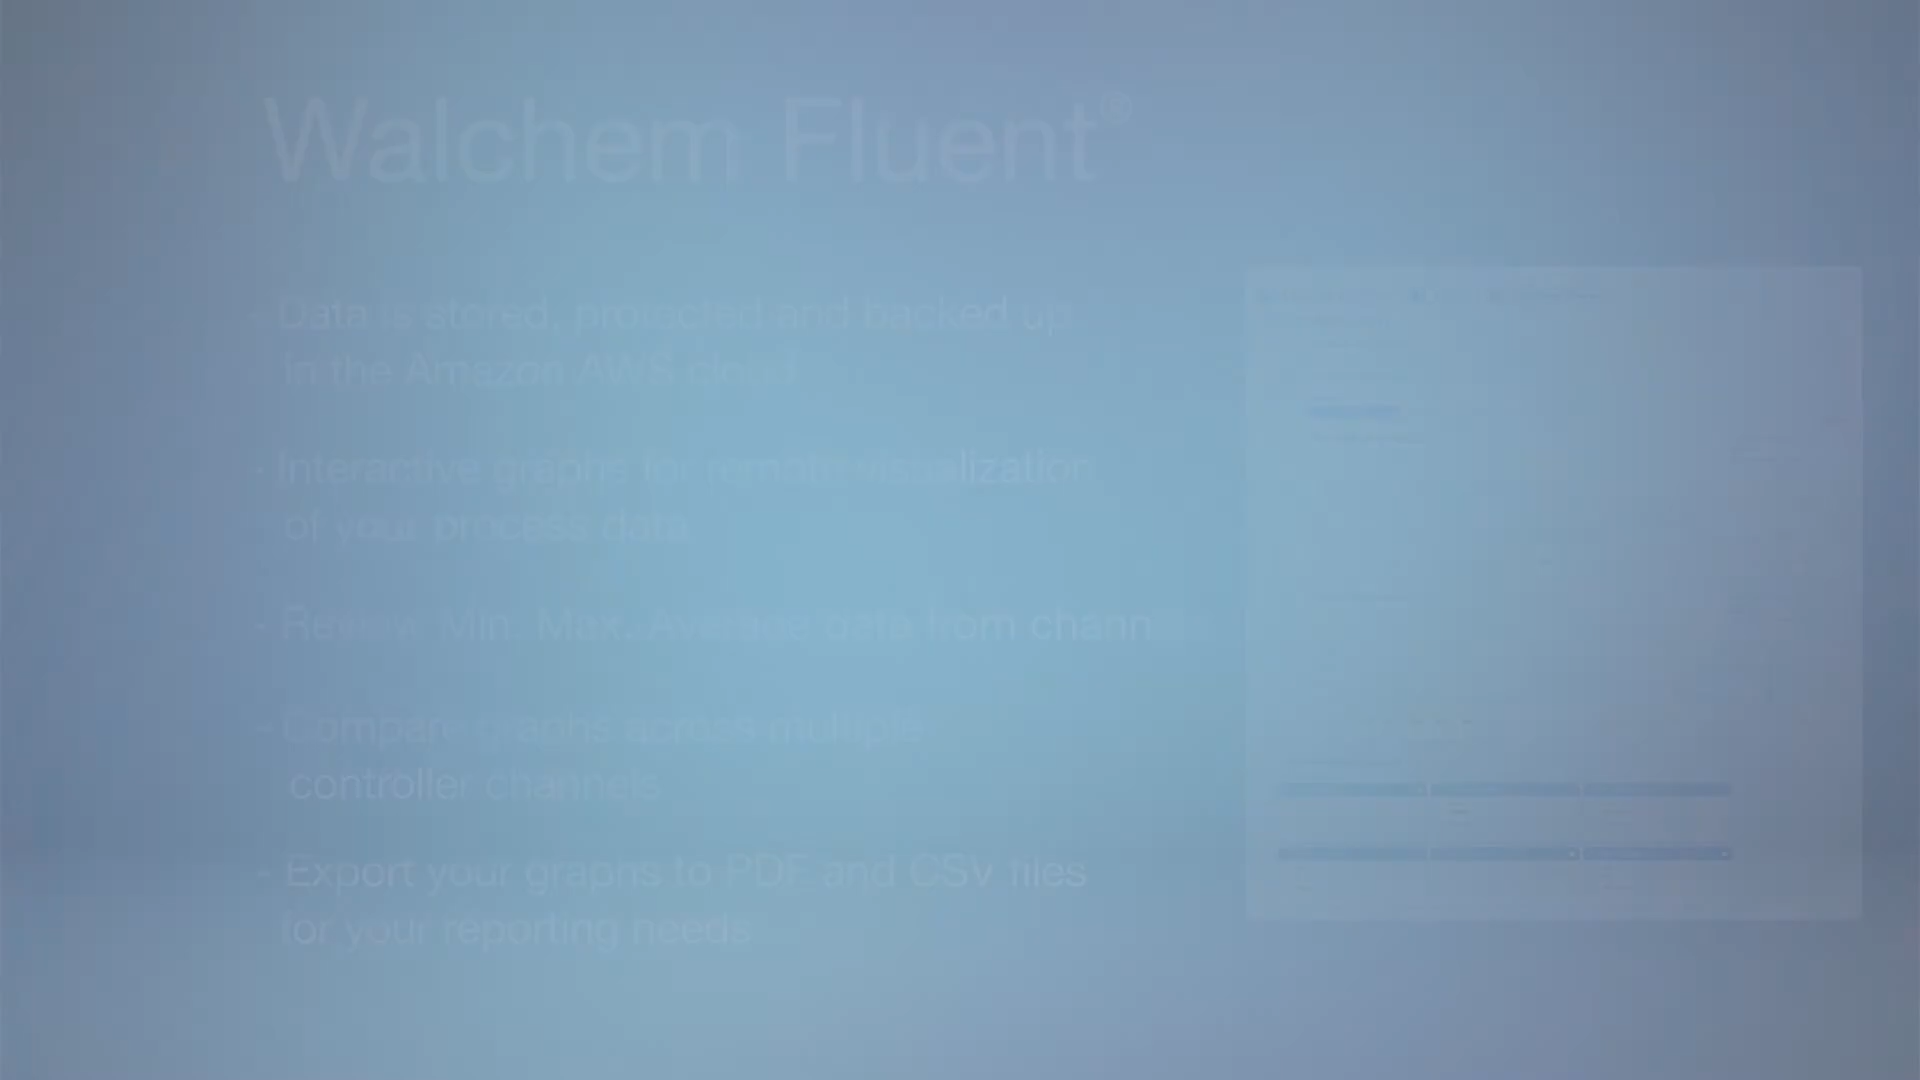 Walchem Fluent®
- Data is stored, protected and backed up
in the Amazon AWS cloud
- Interactive graphs for remote visualization
of your process data
- Review Min, Max, Average data from chann
- Compare graphs across multiple
controller channels
- Export your graphs to PDF and CSV files
for your reporting needs